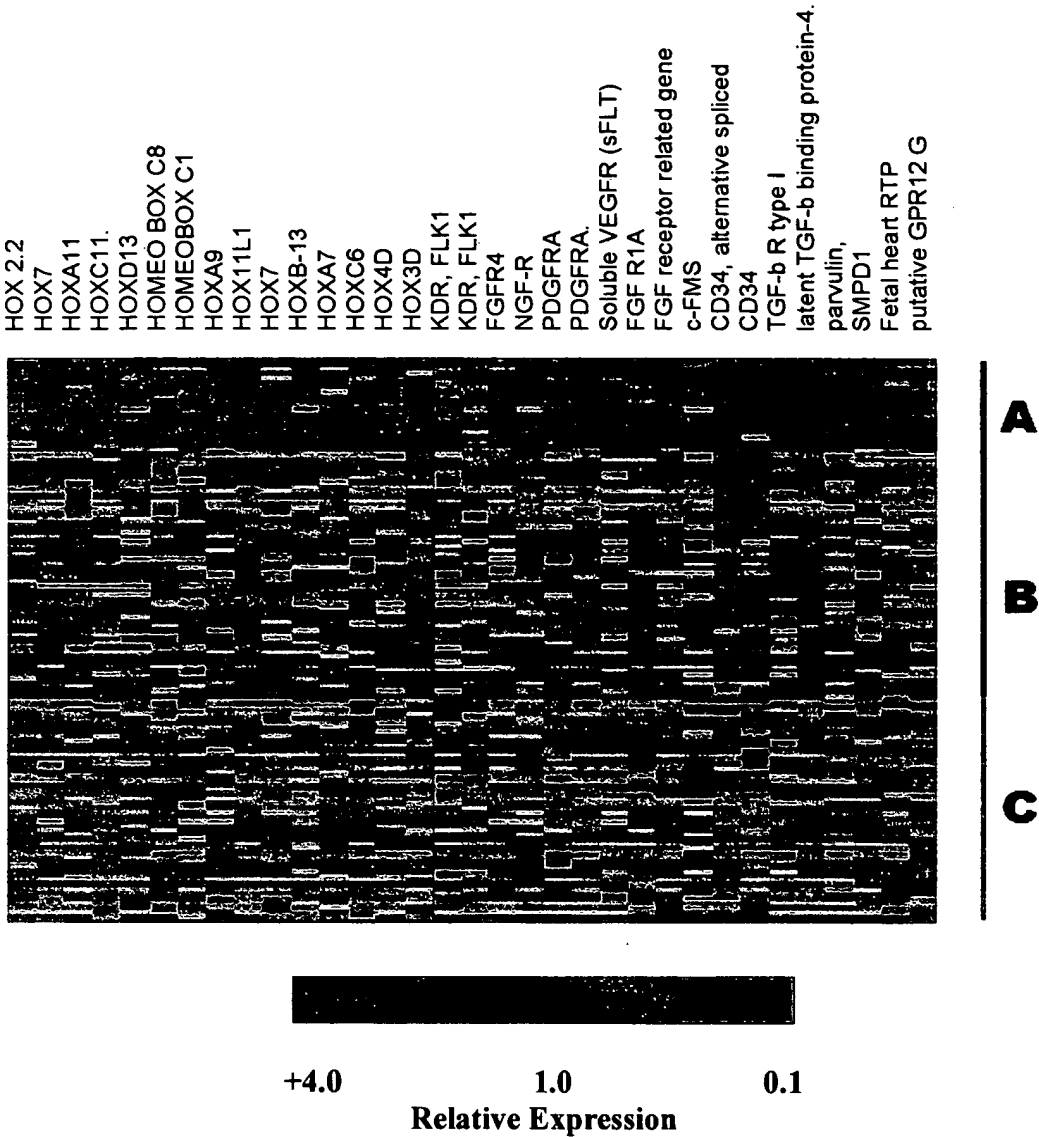 HOX 2.2
HOX7
HOXA11
HOXC11.
HOXD13
HOMEO BOX C8
HOMEOBOX C1
HOXA9
HOX11L1
HOX7
HOXB-13
HOXA7
HOXC6
HOX4D
HOX3D
KDR, FLK1
KDR, FLK1
FGFR4
NGF-R
PDGFRA
PDGFRA.
Soluble VEGFR (sFLT)
FGF R1A
FGF receptor related gene
c-FMS
CD34, alternative spliced
CD34
TGF-b R type I
latent TGF-b binding protein-4.
parvulin,
SMPD1
Fetal heart RTP
putative GPR12 G
A
B
C
+4.0 1.0 0.1
Relative Expression